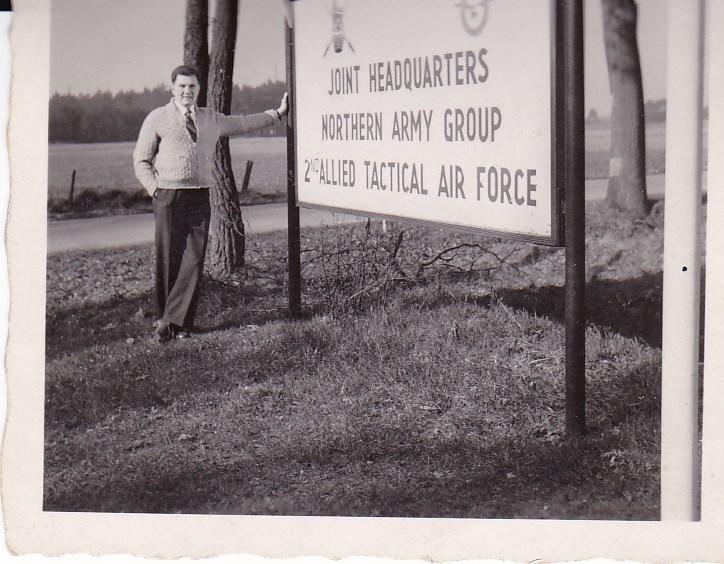 JOINT HEADQUARTERS
NORTHERN ARMY GROUP
2ND ALLIED TACTICAL AIR FORCE